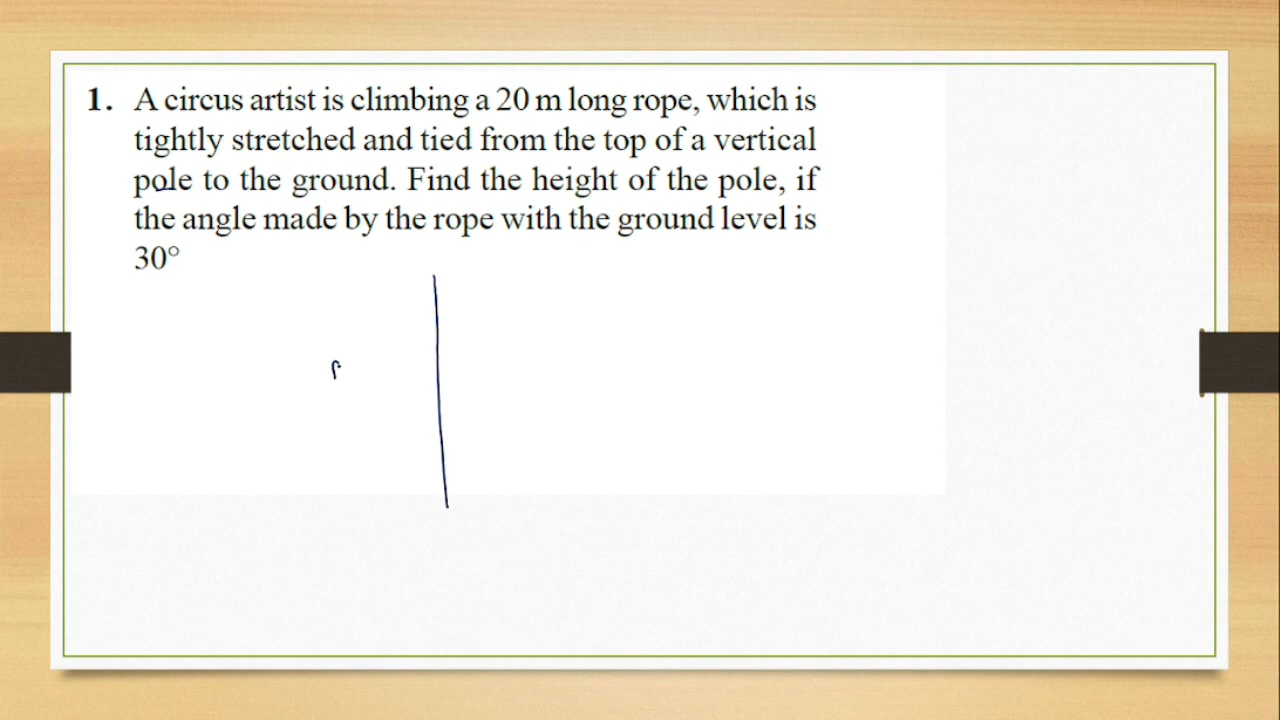 1. A circus artist is climbing a 20 m long rope, which is
tightly stretched and tied from the top of a vertical
pole to the ground. Find the height of the pole, if
the angle made by the rope with the ground level is
30°